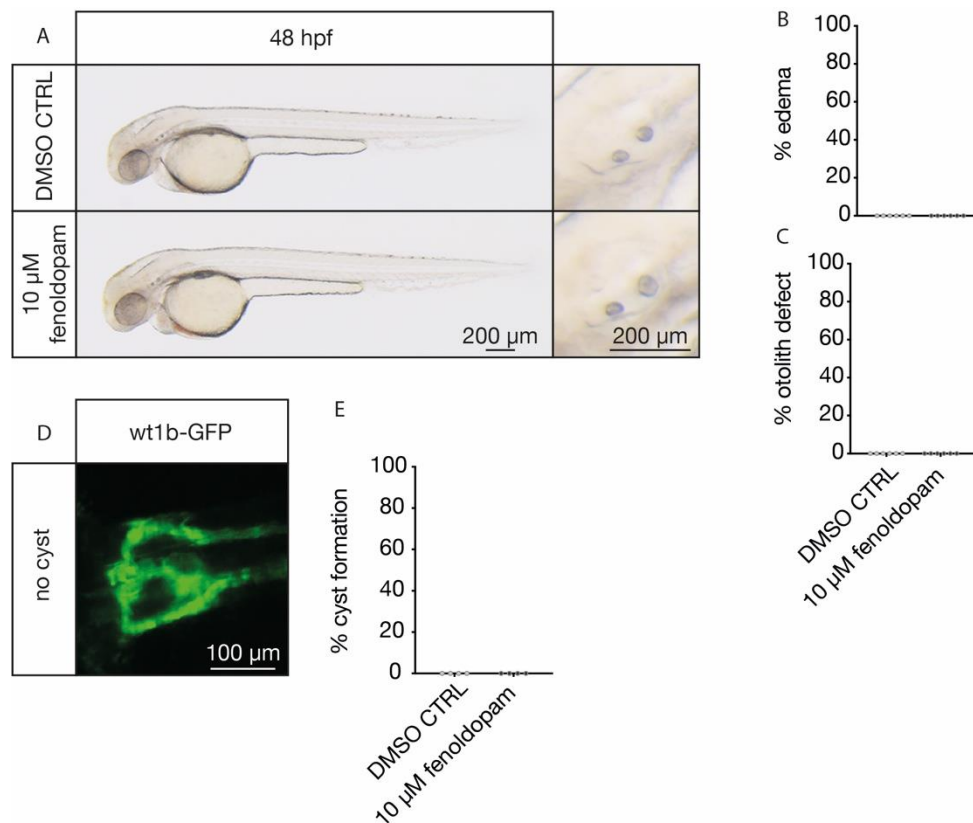 A
48 hpf
DMSO CTRL
10 µM
fenoldopam
200 µm
200 µm
B
% edema
100
80
60
40
20
0
C
% otolith defect
100
80
60
40
20
0
DMSO CTRL
10 µM fenoldopam
D
wt1b-GFP
no cyst
100 µm
E
% cyst formation
100
80
60
40
20
0
DMSO CTRL
10 µM fenoldopam